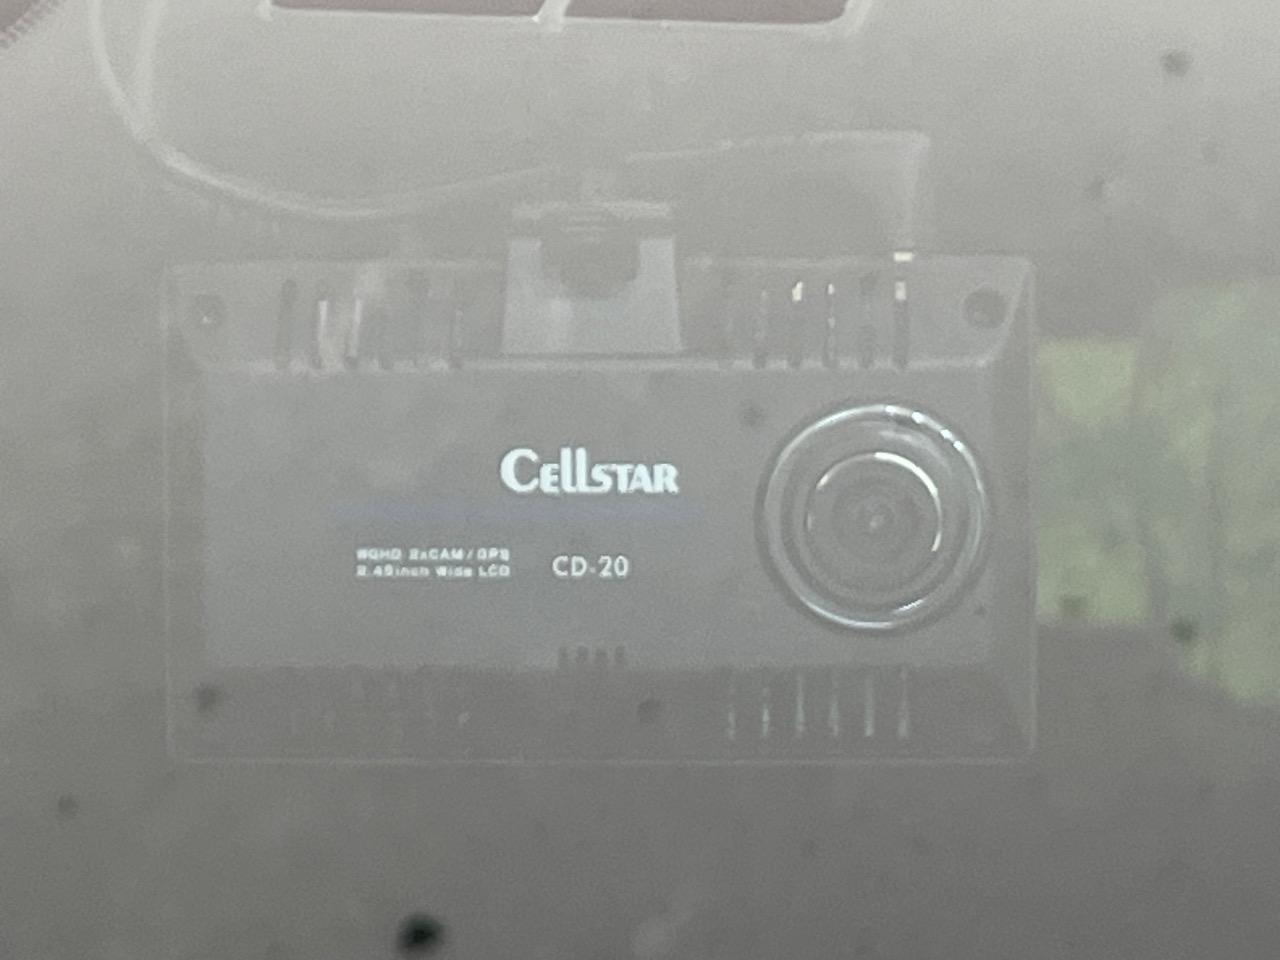 CELLSTAR
WQHD 2xCAM / GPS
2.45inch Wide LCD
CD-20